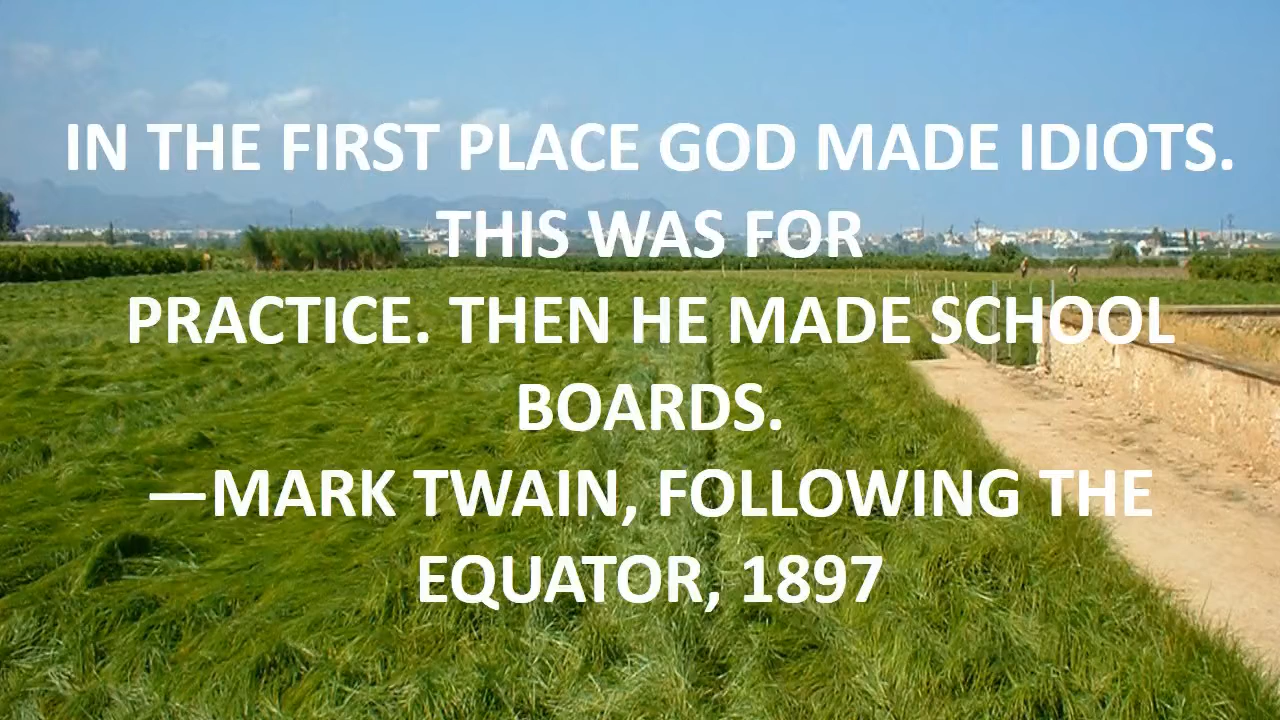 IN THE FIRST PLACE GOD MADE IDIOTS.
THIS WAS FOR
PRACTICE. THEN HE MADE SCHOOL
BOARDS.
—MARK TWAIN, FOLLOWING THE
EQUATOR, 1897